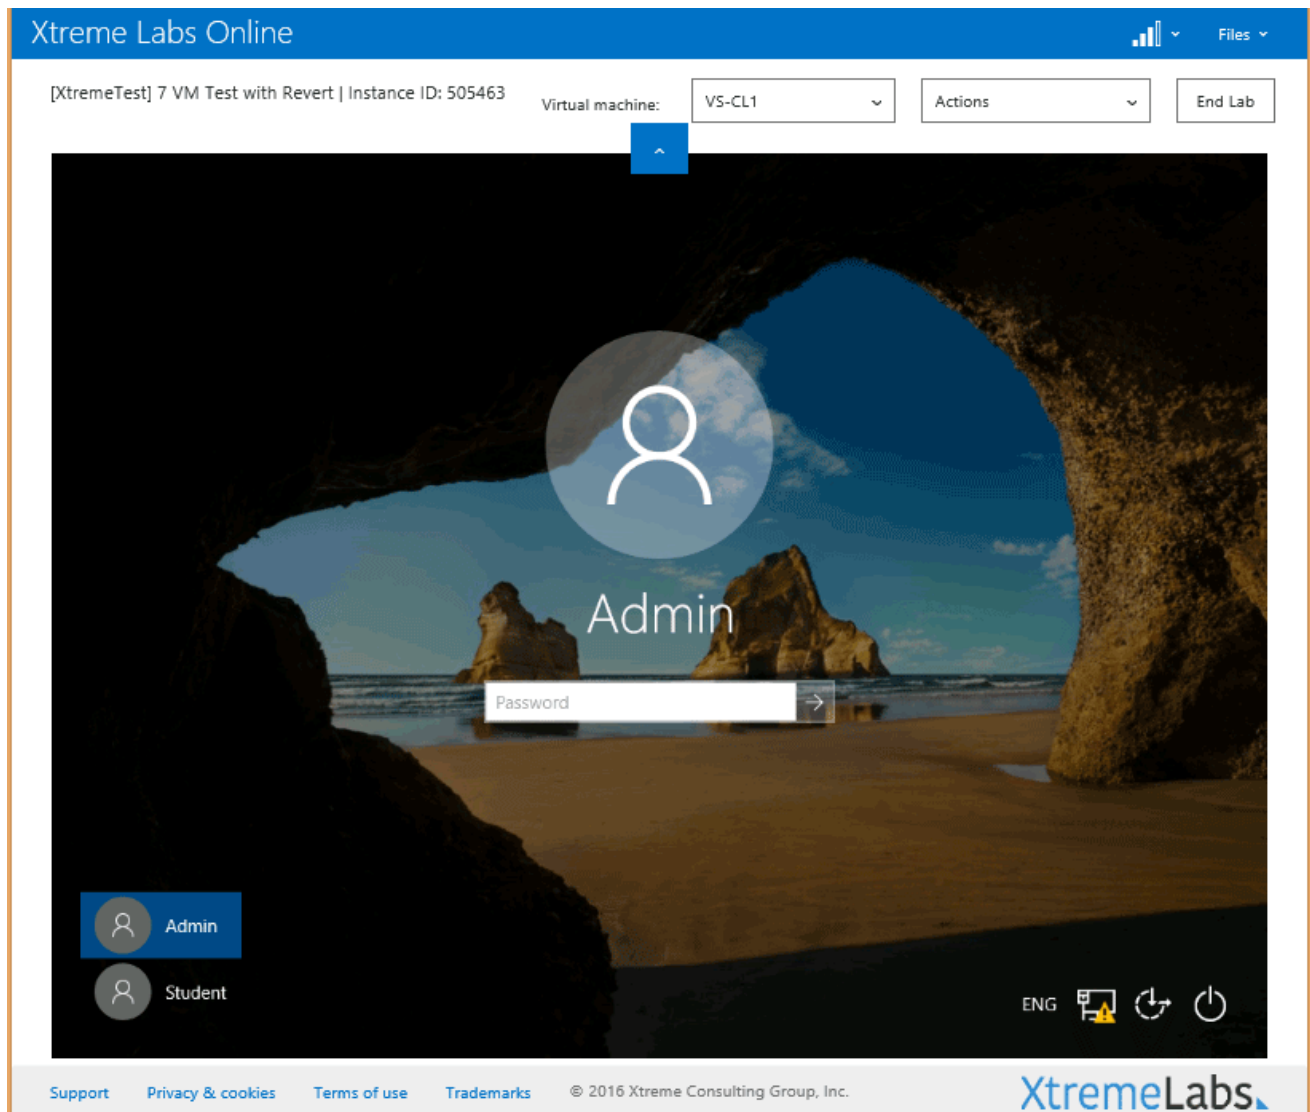 Xtreme Labs Online
Files
[XtremeTest] 7 VM Test with Revert | Instance ID: 505463
Virtual machine:
VS-CL1
Actions
End Lab
Admin
Password
Admin
Student
ENG
Support Privacy & cookies Terms of use Trademarks © 2016 Xtreme Consulting Group, Inc.
XtremeLabs